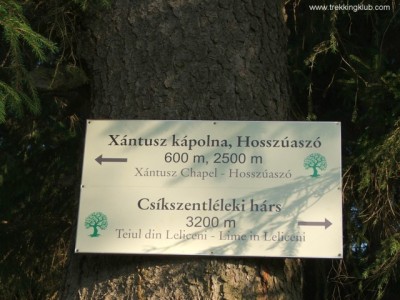 www.trekkingklub.com
Xántusz kápolna, Hosszúaszó
600 m, 2500 m
Xántusz Chapel - Hosszúaszó
Csíkszentléleki hárs
3200 m
Teiul din Leliceni - Lime in Leliceni